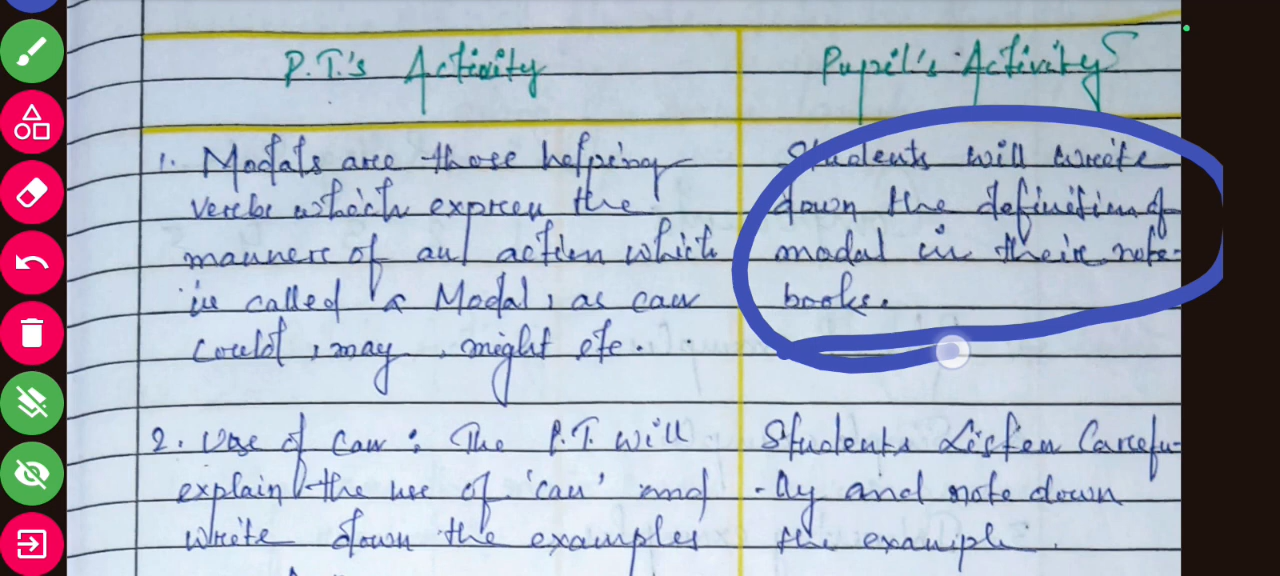 P.T.'s Activity
Pupil's Activity
1. Modals are those helping
verbs which express the
manners of an action which
is called a Modal, as can
could, may, might etc.
Students will write
down the definition of
modal in their note-
books.
2. Use of Can : The P.T. will
explain the use of 'can' and
write down the examples
Students Listen Carefu-
-lly and note down
the example.